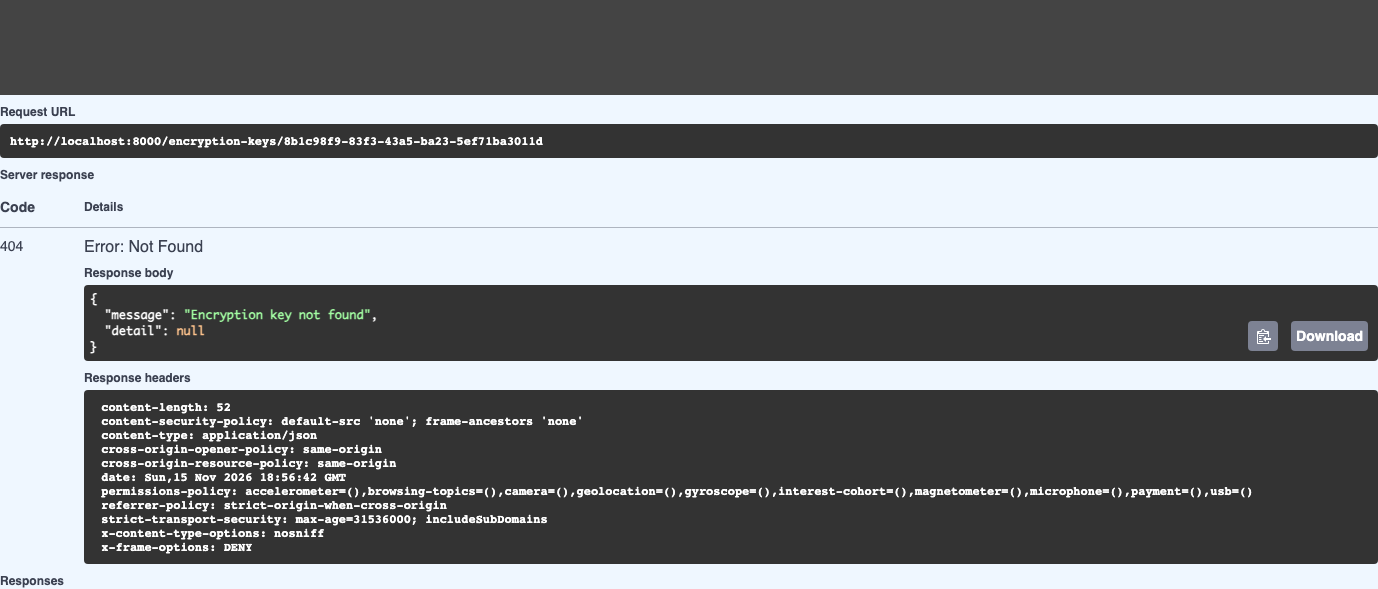 Request URL
http://localhost:8000/encryption-keys/8b1c98f9-83f3-43a5-ba23-5ef71ba3011d
Server response
Code Details
404 Error: Not Found
Response body
{
"message": "Encryption key not found",
"detail": null
}
Download
Response headers
content-length: 52
content-security-policy: default-src 'none'; frame-ancestors 'none'
content-type: application/json
cross-origin-opener-policy: same-origin
cross-origin-resource-policy: same-origin
date: Sun,15 Nov 2026 18:56:42 GMT
permissions-policy: accelerometer=(),browsing-topics=(),camera=(),geolocation=(),gyroscope=(),interest-cohort=(),magnetometer=(),microphone=(),payment=(),usb=()
referrer-policy: strict-origin-when-cross-origin
strict-transport-security: max-age=31536000; includeSubDomains
x-content-type-options: nosniff
x-frame-options: DENY
Responses